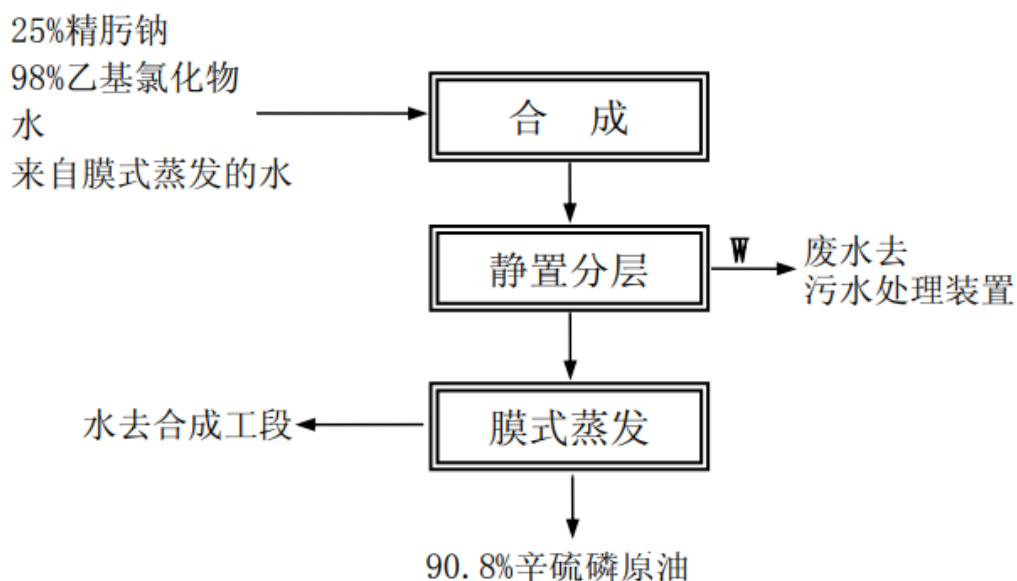 25%精肟钠
98%乙基氯化物
水
来自膜式蒸发的水
合 成
静置分层
W
废水去
污水处理装置
水去合成工段
膜式蒸发
90.8%辛硫磷原油